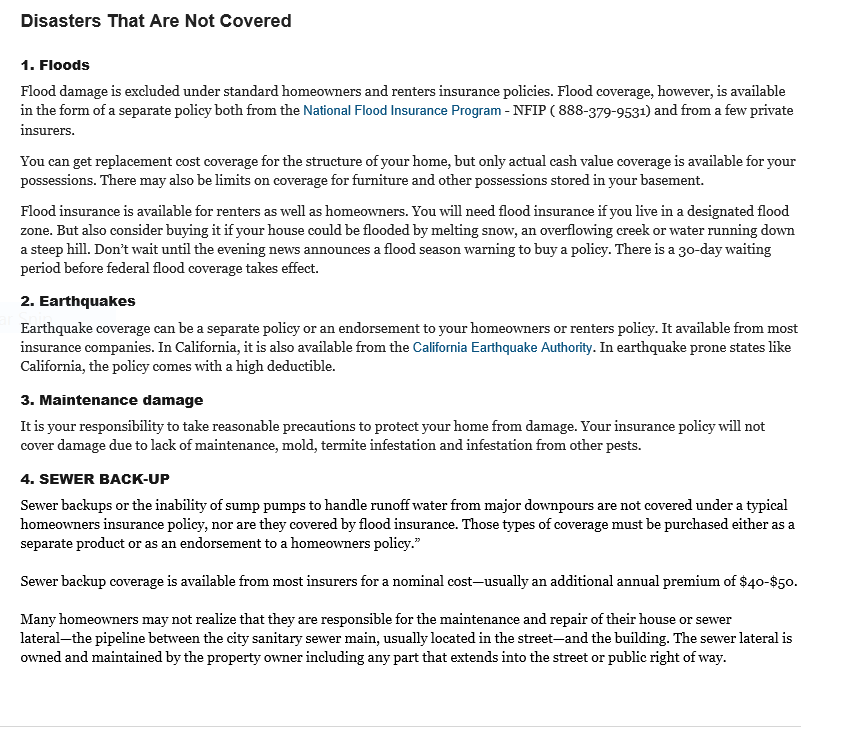 Disasters That Are Not Covered
1. Floods
Flood damage is excluded under standard homeowners and renters insurance policies. Flood coverage, however, is available
in the form of a separate policy both from the National Flood Insurance Program - NFIP ( 888-379-9531) and from a few private
insurers.
You can get replacement cost coverage for the structure of your home, but only actual cash value coverage is available for your
possessions. There may also be limits on coverage for furniture and other possessions stored in your basement.
Flood insurance is available for renters as well as homeowners. You will need flood insurance if you live in a designated flood
zone. But also consider buying it if your house could be flooded by melting snow, an overflowing creek or water running down
a steep hill. Don’t wait until the evening news announces a flood season warning to buy a policy. There is a 30-day waiting
period before federal flood coverage takes effect.
2. Earthquakes
Earthquake coverage can be a separate policy or an endorsement to your homeowners or renters policy. It available from most
insurance companies. In California, it is also available from the California Earthquake Authority. In earthquake prone states like
California, the policy comes with a high deductible.
3. Maintenance damage
It is your responsibility to take reasonable precautions to protect your home from damage. Your insurance policy will not
cover damage due to lack of maintenance, mold, termite infestation and infestation from other pests.
4. SEWER BACK-UP
Sewer backups or the inability of sump pumps to handle runoff water from major downpours are not covered under a typical
homeowners insurance policy, nor are they covered by flood insurance. Those types of coverage must be purchased either as a
separate product or as an endorsement to a homeowners policy.”
Sewer backup coverage is available from most insurers for a nominal cost—usually an additional annual premium of $40-$50.
Many homeowners may not realize that they are responsible for the maintenance and repair of their house or sewer
lateral—the pipeline between the city sanitary sewer main, usually located in the street—and the building. The sewer lateral is
owned and maintained by the property owner including any part that extends into the street or public right of way.